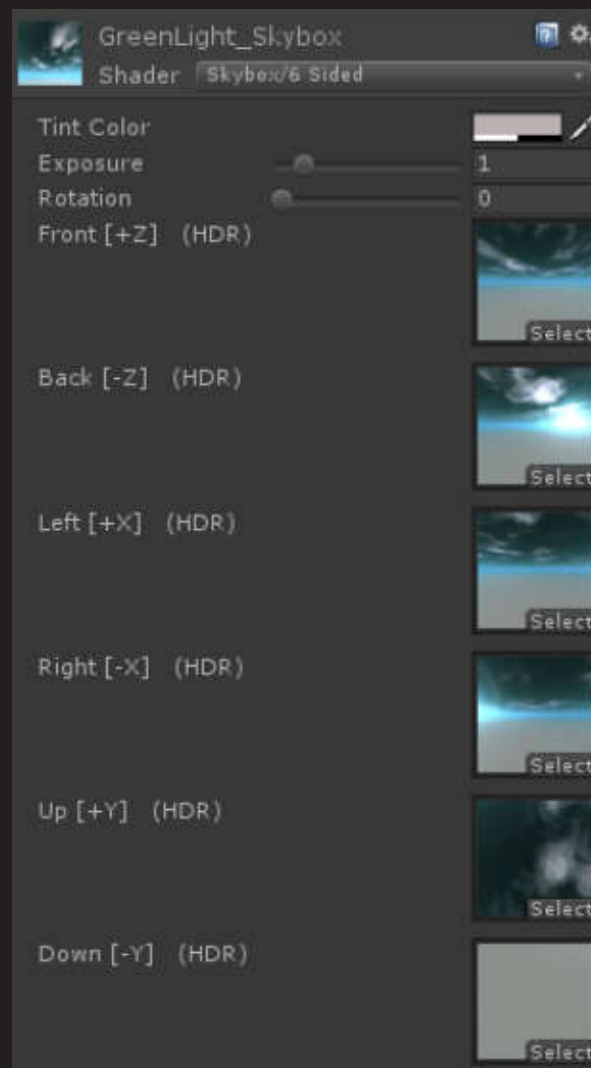 GreenLight_Skybox
Shader Skybox/6 Sided
Tint Color
Exposure 1
Rotation 0
Front [+Z] (HDR)
Select
Back [-Z] (HDR)
Select
Left [+X] (HDR)
Select
Right [-X] (HDR)
Select
Up [+Y] (HDR)
Select
Down [-Y] (HDR)
Select